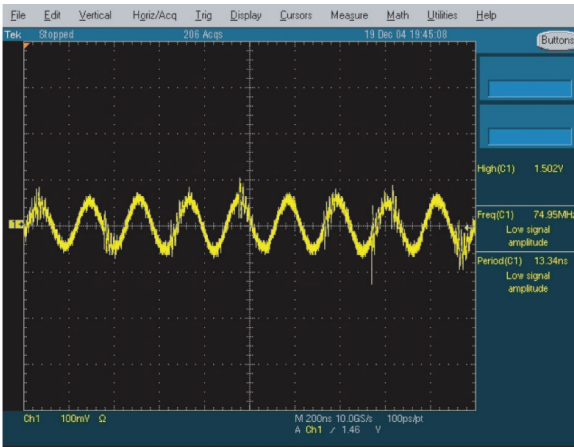 File Edit Vertical Horiz/Acq Trig Display Cursors Measure Math Utilities Help
Tek Stopped 206 Acqs 19 Dec 04 19:45:08
Buttons
High(C1) 1.502V
Freq(C1) 74.95MHz
Low signal
amplitude
Period(C1) 13.34ns
Low signal
amplitude
1
Ch1 100mV Ω M 200ns 10.0GS/s 100ps/pt
A Ch1 ∕ 1.46 V